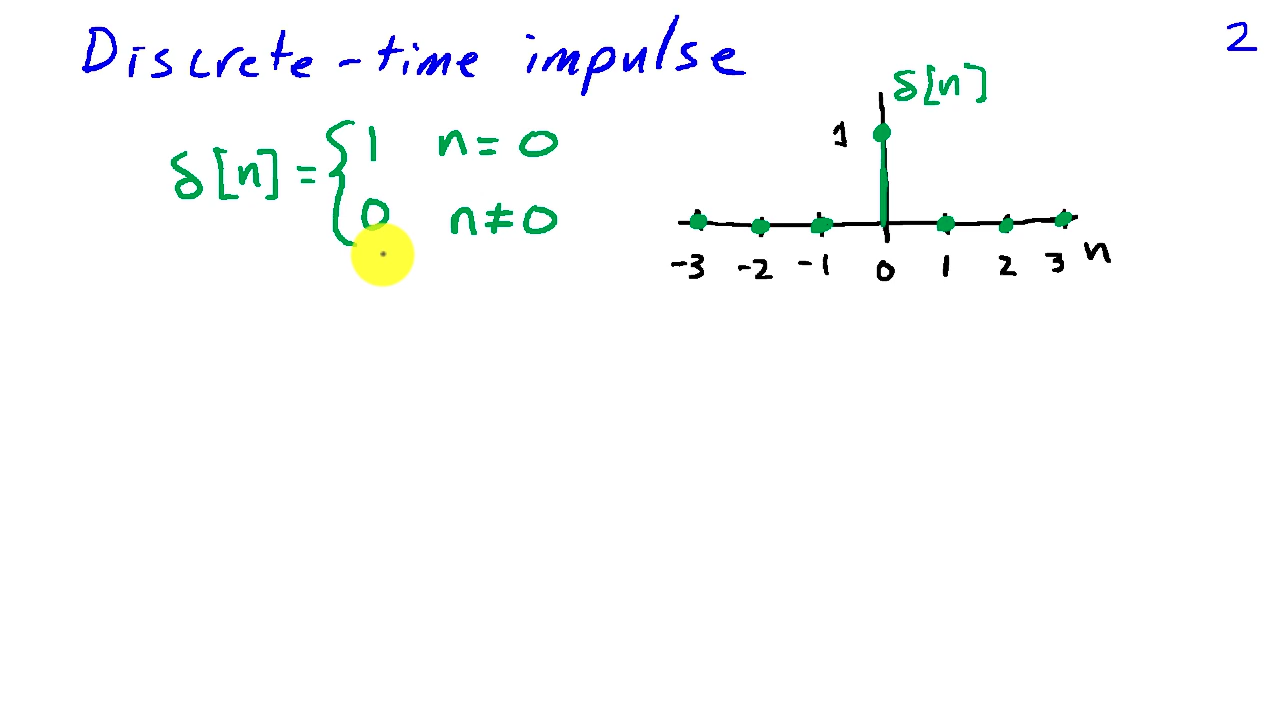 Discrete-time impulse
2
δ[n] = { 1 n = 0
0 n ≠ 0
δ[n]
1
-3 -2 -1 0 1 2 3 n